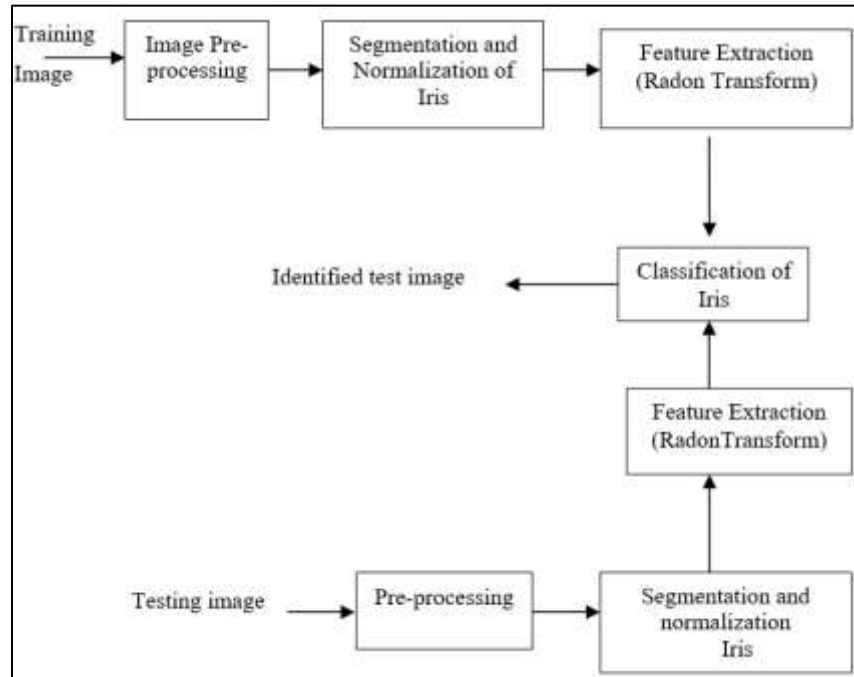 Training
Image
Image Pre-
processing
Segmentation and
Normalization of
Iris
Feature Extraction
(Radon Transform)
Classification of
Iris
Identified test image
Feature Extraction
(RadonTransform)
Testing image
Pre-processing
Segmentation and
normalization
Iris